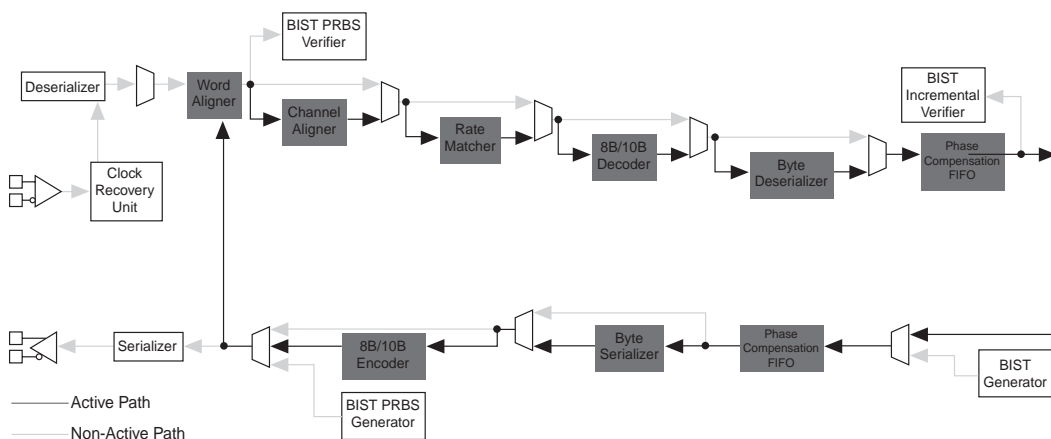 BIST PRBS
Verifier
Deserializer
Word
Aligner
Channel
Aligner
Rate
Matcher
8B/10B
Decoder
Byte
Deserializer
BIST
Incremental
Verifier
Phase
Compensation
FIFO
Clock
Recovery
Unit
Serializer
8B/10B
Encoder
BIST PRBS
Generator
Byte
Serializer
Phase
Compensation
FIFO
BIST
Generator
Active Path
Non-Active Path